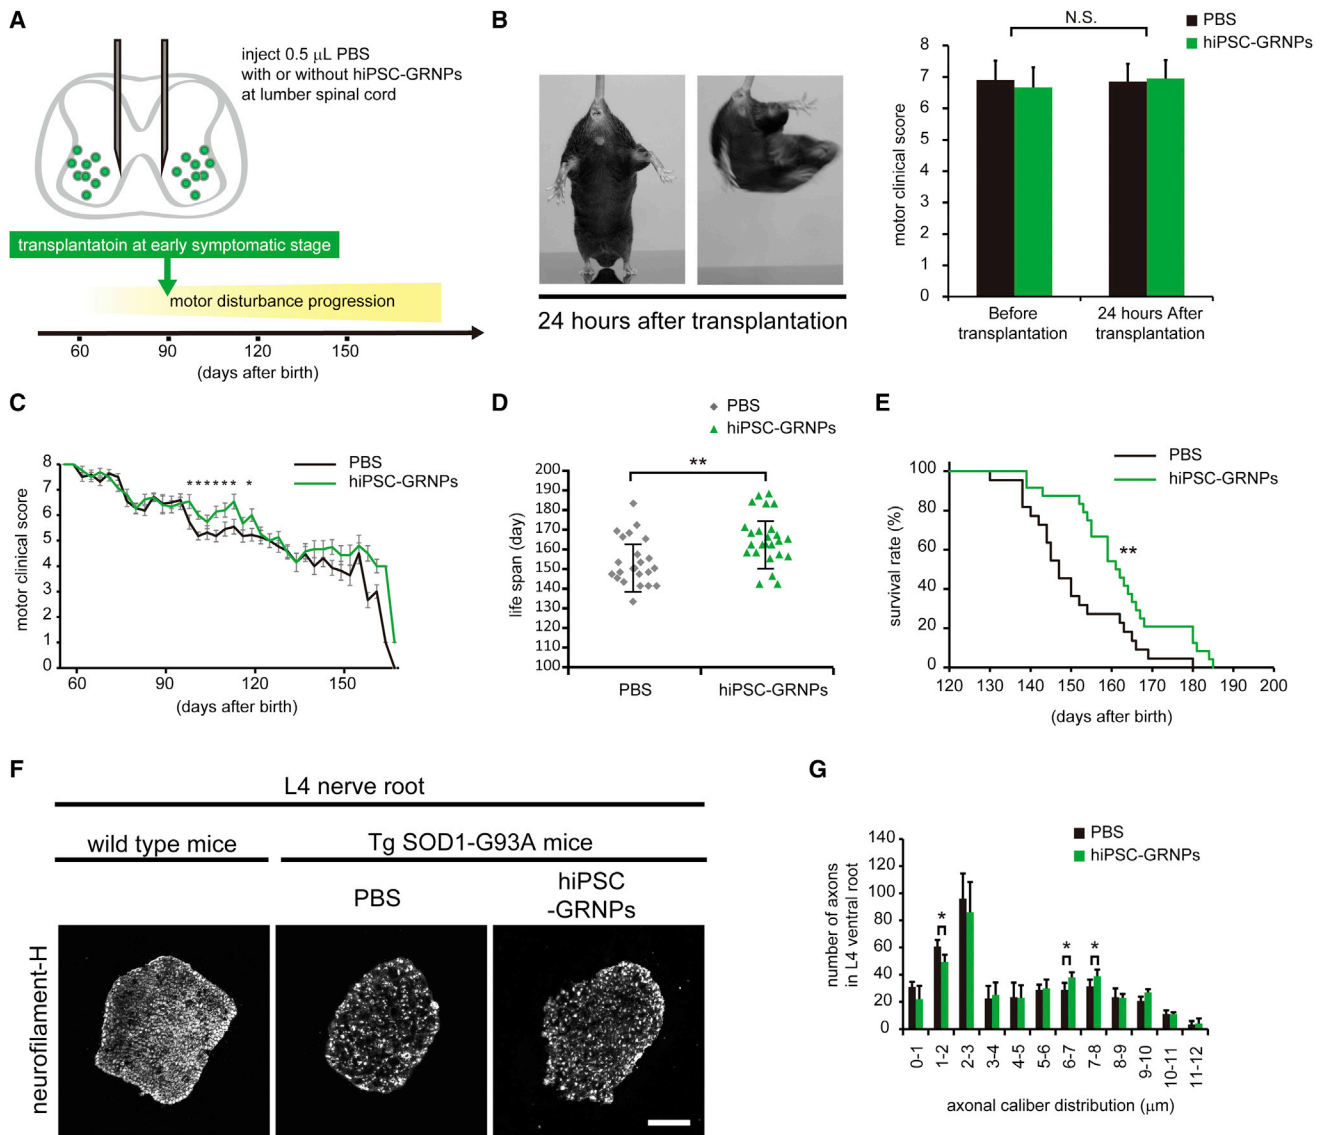 A
inject 0.5 μL PBS
with or without hiPSC-GRNPs
at lumber spinal cord
transplantatoin at early symptomatic stage
motor disturbance progression
60 90 120 150
(days after birth)
B
24 hours after transplantation
N.S.
PBS
hiPSC-GRNPs
motor clinical score
8
7
6
5
4
3
2
1
0
Before
transplantation
24 hours After
transplantation
C
PBS
hiPSC-GRNPs
* * * * * * *
motor clinical score
8
7
6
5
4
3
2
1
0
60 90 120 150
(days after birth)
D
PBS
hiPSC-GRNPs
**
life span (day)
200
190
180
170
160
150
140
130
120
110
100
PBS hiPSC-GRNPs
E
PBS
hiPSC-GRNPs
**
survival rate (%)
100
80
60
40
20
0
120 130 140 150 160 170 180 190 200
(days after birth)
F
L4 nerve root
wild type mice
Tg SOD1-G93A mice
PBS
hiPSC
-GRNPs
neurofilament-H
G
PBS
hiPSC-GRNPs
number of axons
in L4 ventral root
140
120
100
80
60
40
20
0
* * *
0-1 1-2 2-3 3-4 4-5 5-6 6-7 7-8 8-9 9-10 10-11 11-12
axonal caliber distribution (μm)